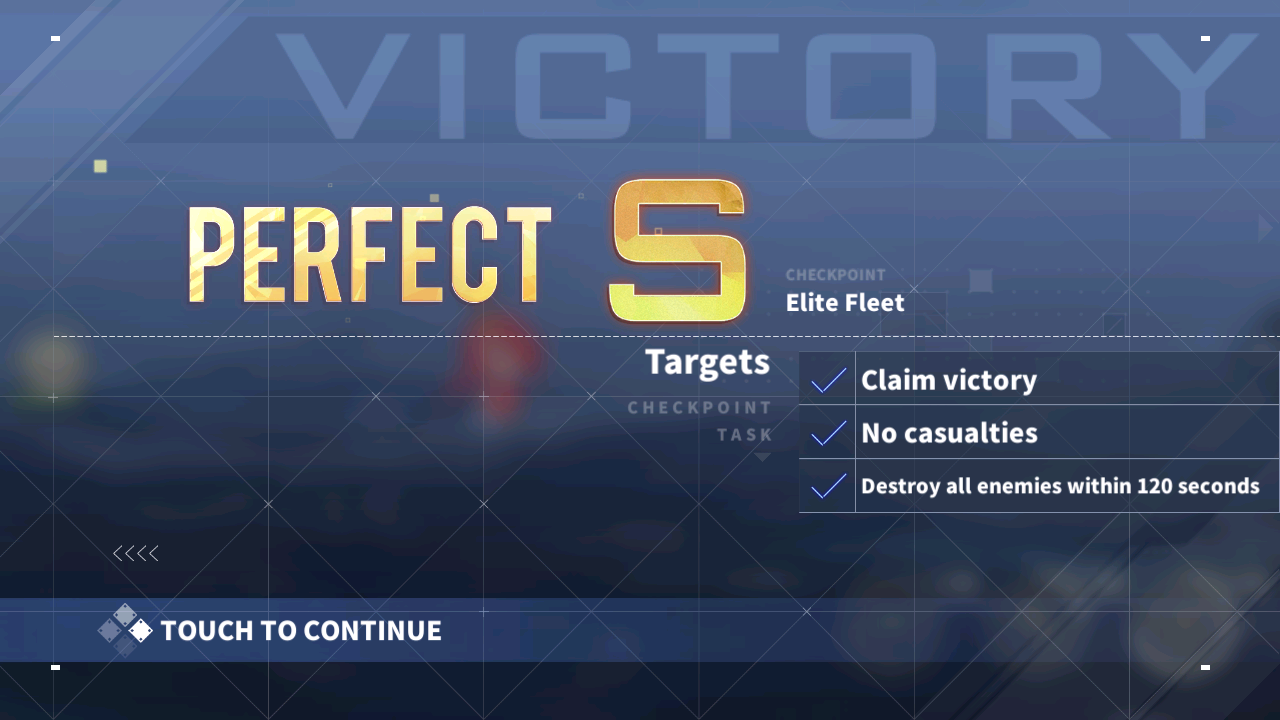 VICTORY
PERFECT S
CHECKPOINT
Elite Fleet
Targets
CHECKPOINT
TASK
Claim victory
No casualties
Destroy all enemies within 120 seconds
TOUCH TO CONTINUE